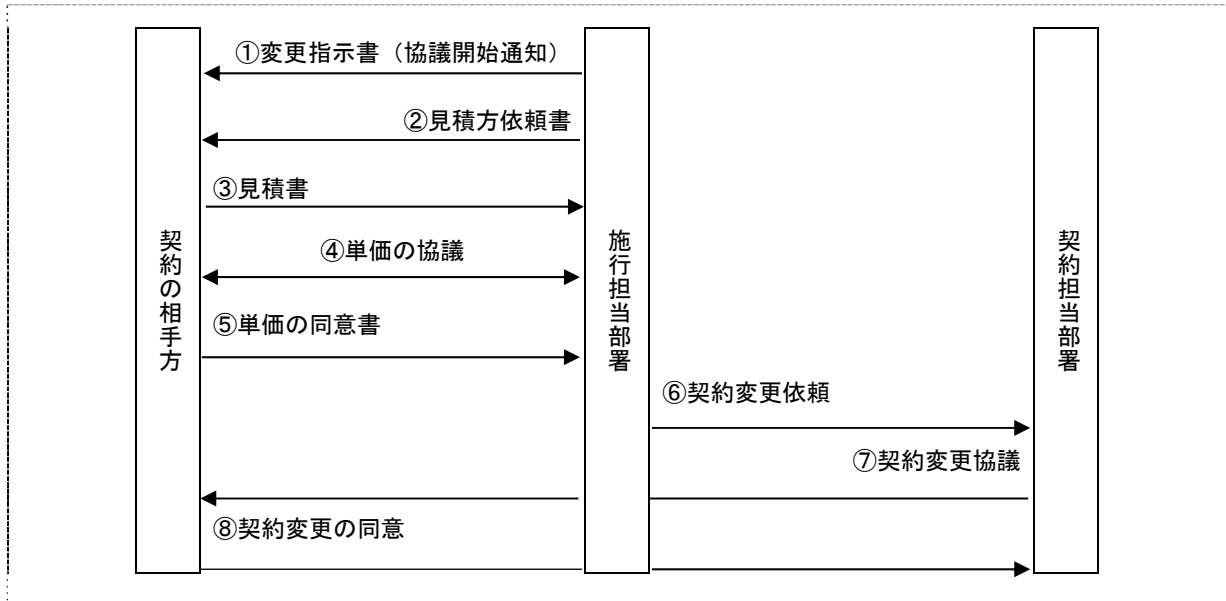 ①変更指示書（協議開始通知）
②見積方依頼書
③見積書
④単価の協議
⑤単価の同意書
⑥契約変更依頼
⑦契約変更協議
⑧契約変更の同意
契約の相手方
施行担当部署
契約担当部署